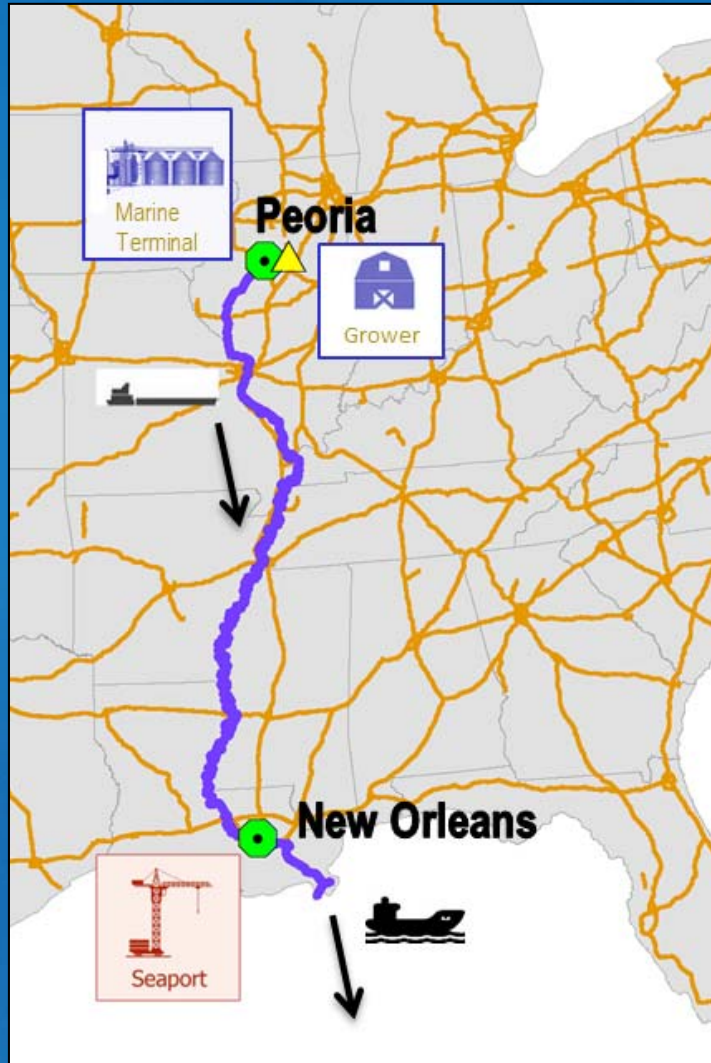 Marine
Terminal
Peoria
Grower
New Orleans
Seaport